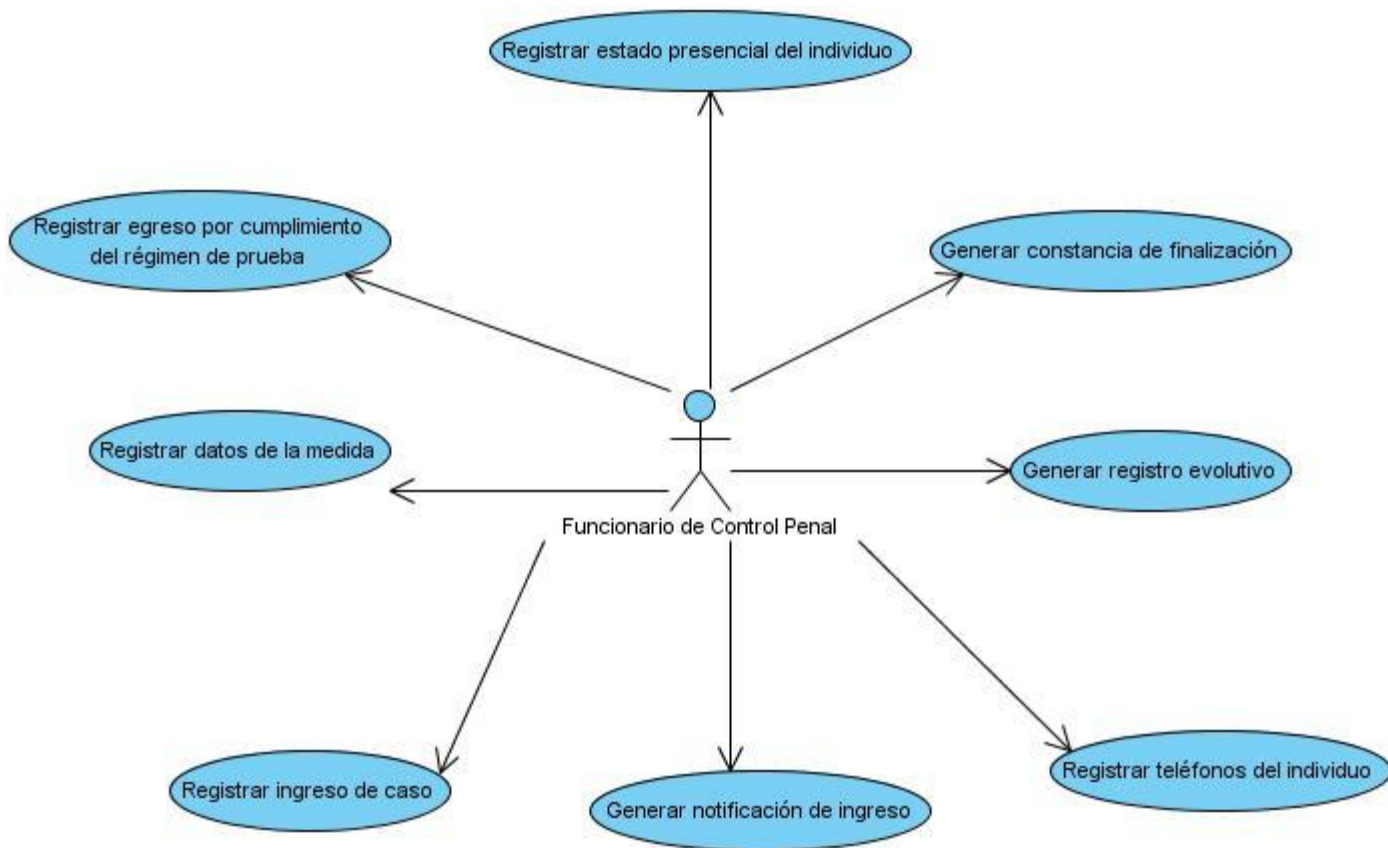 Registrar estado presencial del individuo
Registrar egreso por cumplimiento
del régimen de prueba
Generar constancia de finalización
Registrar datos de la medida
Generar registro evolutivo
Funcionario de Control Penal
Registrar ingreso de caso
Generar notificación de ingreso
Registrar teléfonos del individuo